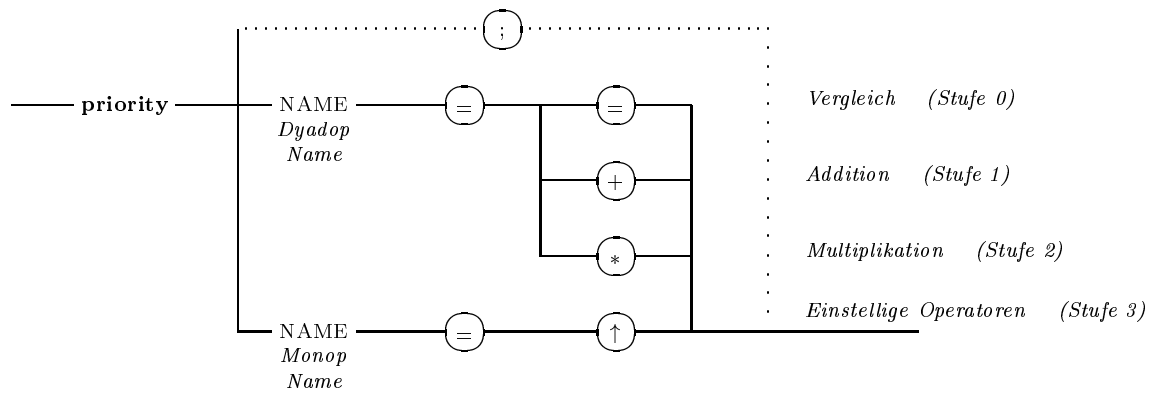 ;
priority NAME = = Vergleich (Stufe 0)
Dyadop
Name
+ Addition (Stufe 1)
* Multiplikation (Stufe 2)
Einstellige Operatoren (Stufe 3)
NAME = ↑
Monop
Name